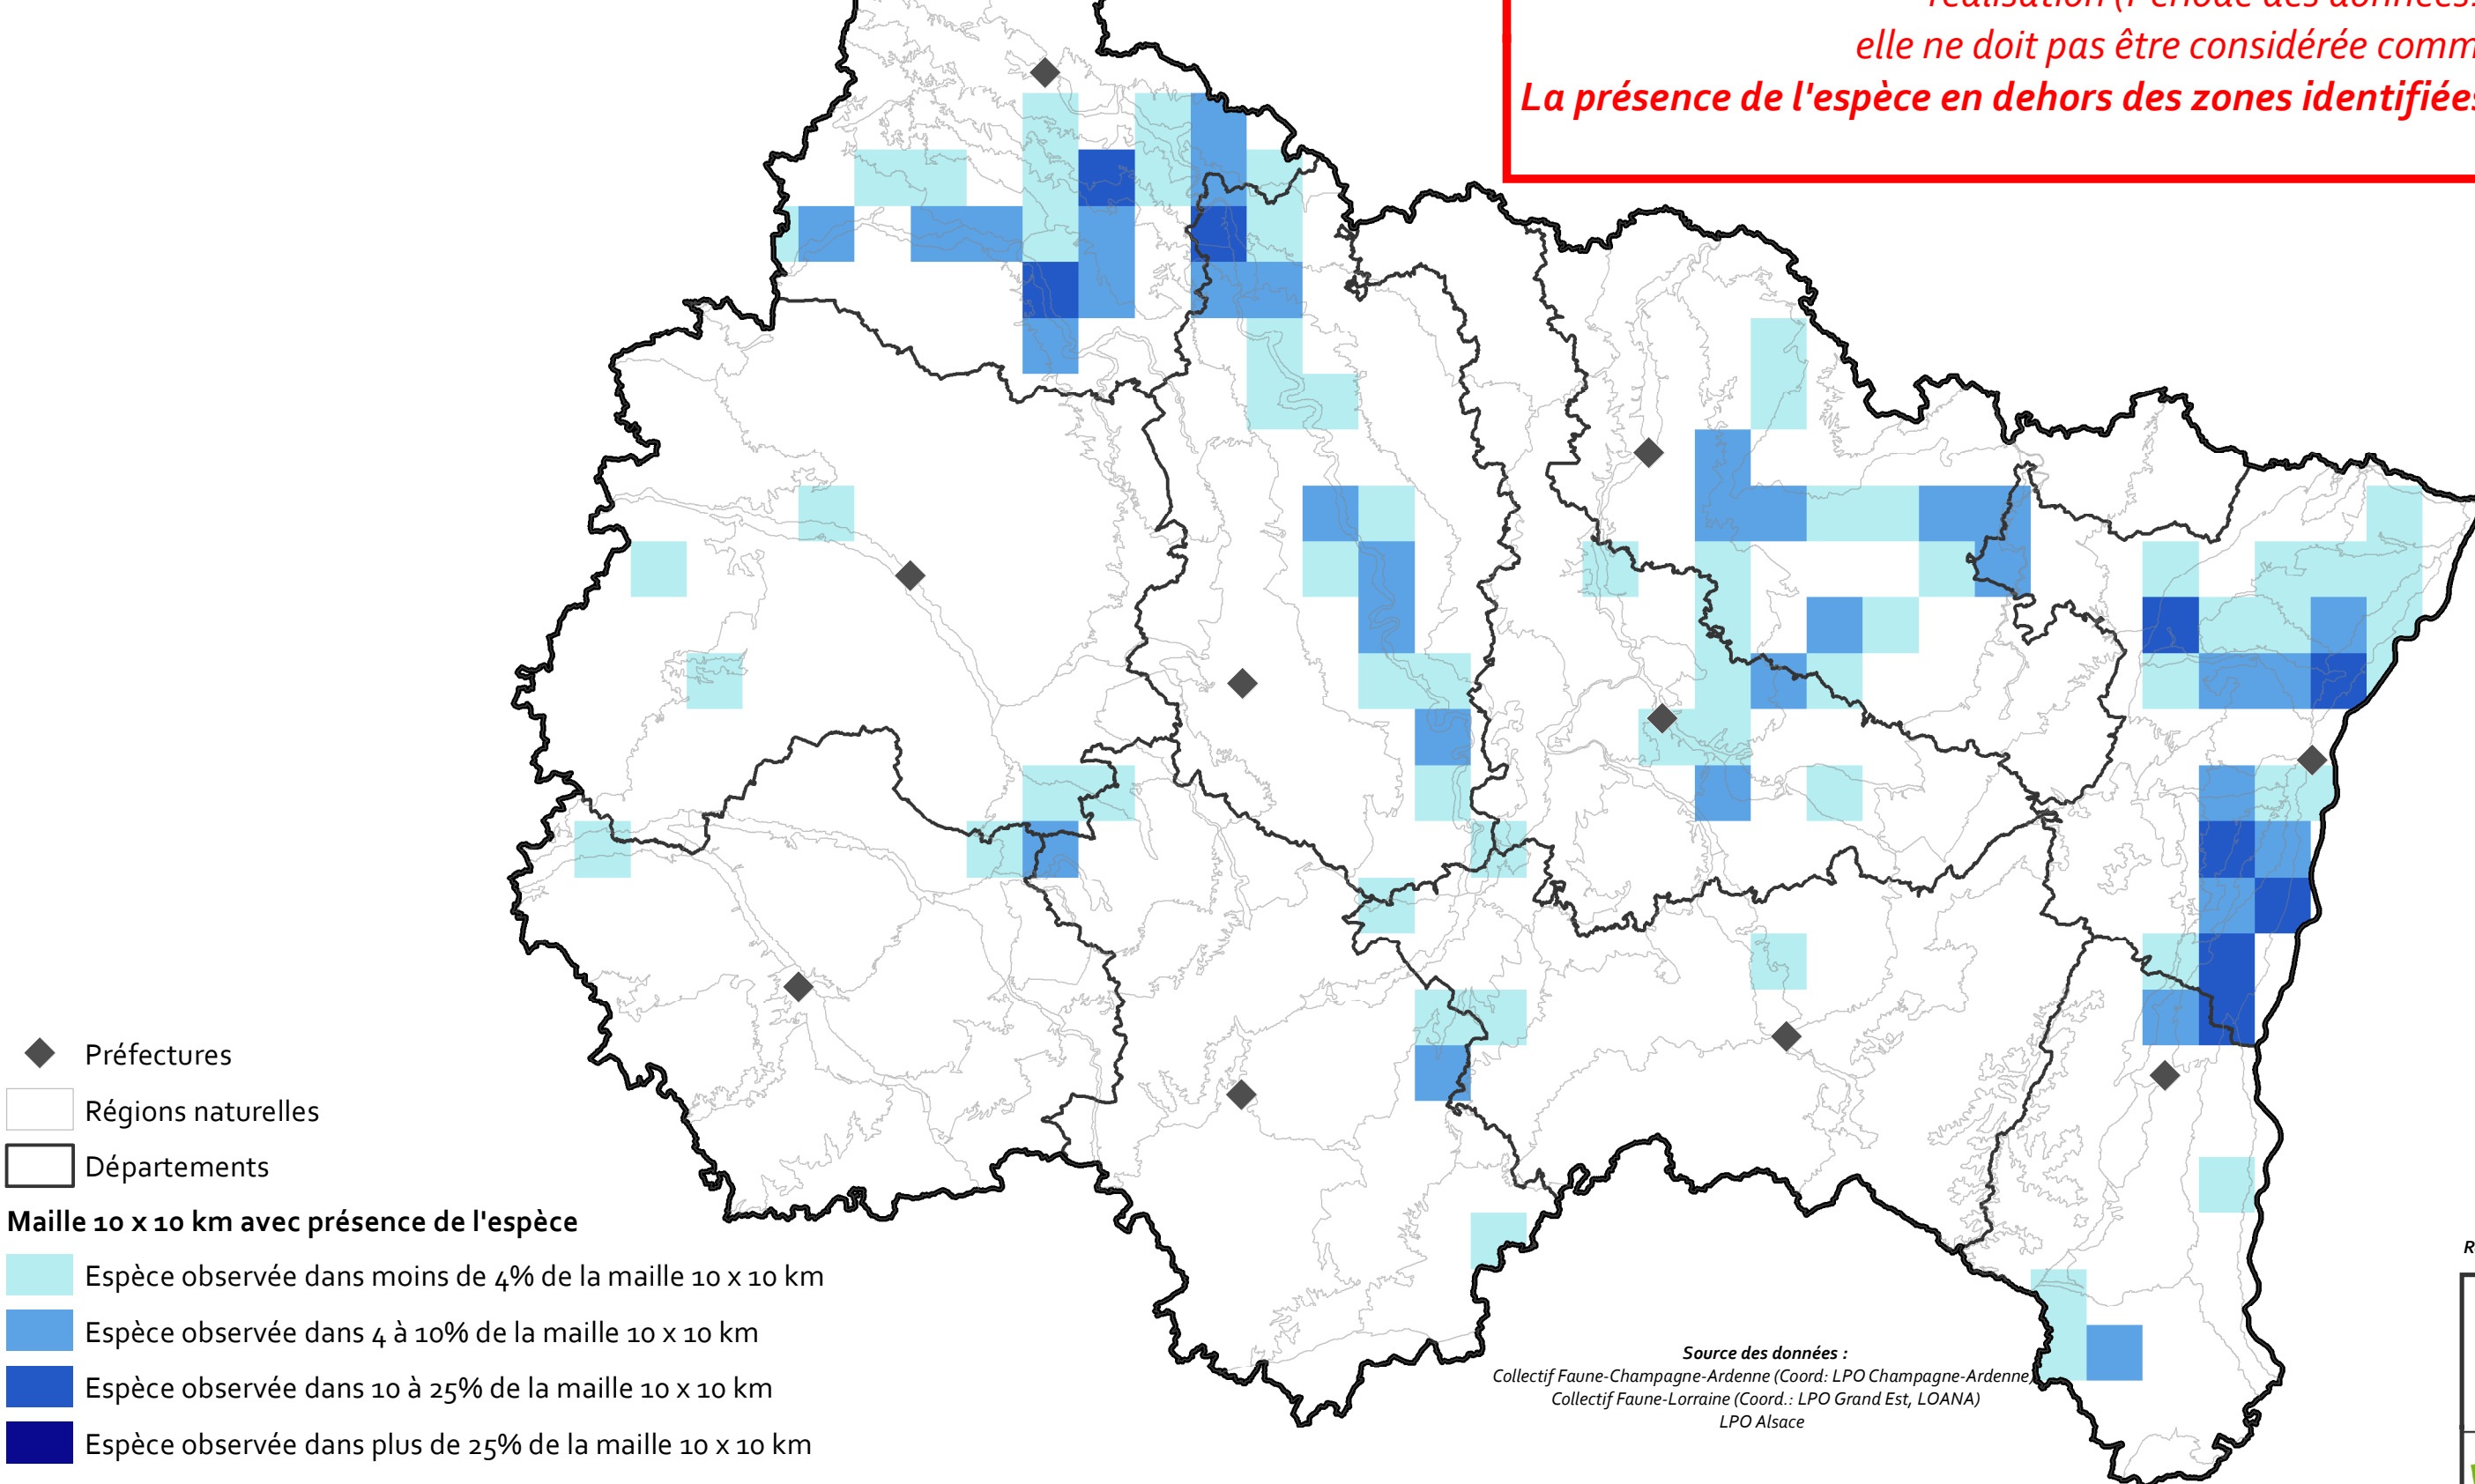 réalisation (Période des données
elle ne doit pas être considérée comm
La présence de l'espèce en dehors des zones identifiées
Préfectures
Régions naturelles
Départements
Maille 10 x 10 km avec présence de l'espèce
Espèce observée dans moins de 4% de la maille 10 x 10 km
Espèce observée dans 4 à 10% de la maille 10 x 10 km
Espèce observée dans 10 à 25% de la maille 10 x 10 km
Espèce observée dans plus de 25% de la maille 10 x 10 km
Source des données :
Collectif Faune-Champagne-Ardenne (Coord: LPO Champagne-Ardenne)
Collectif Faune-Lorraine (Coord.: LPO Grand Est, LOANA)
LPO Alsace
R